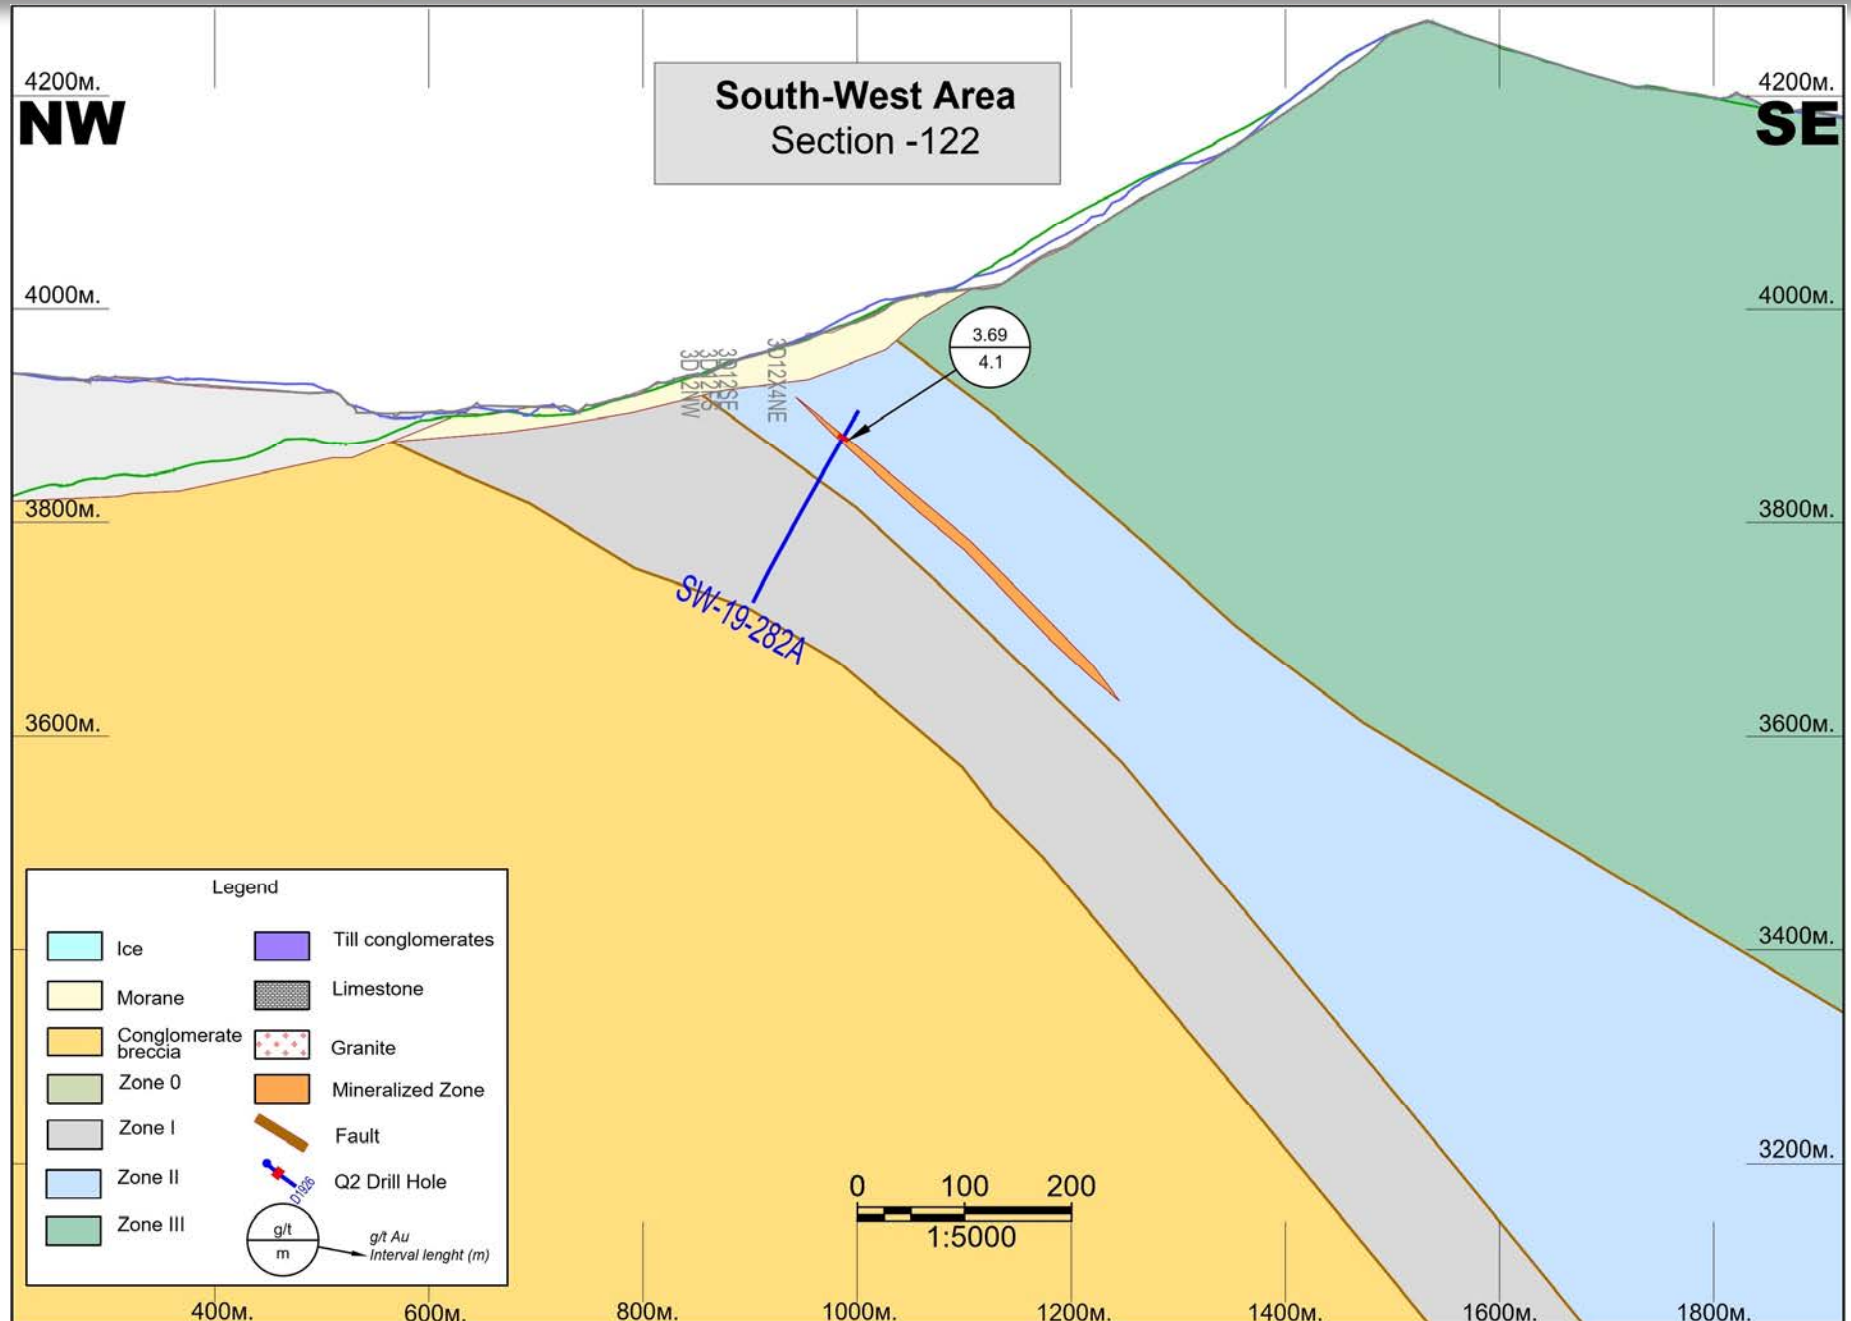 4200м.
4200м.
NW
South-West Area
Section -122
SE
4000м.
4000м.
3.69
4.1
3D12SE
3D12X4NE
3800м.
3800м.
SW-19-282A
3600м.
3600м.
Legend
Ice
Till conglomerates
Morane
Limestone
Conglomerate
breccia
Granite
Zone 0
Mineralized Zone
Zone I
Fault
Zone II
Q2 Drill Hole
D1926
Zone III
g/t
m
g/t Au
Interval lenght (m)
3400м.
3200м.
0 100 200
1:5000
400м. 600м. 800м. 1000м. 1200м. 1400м. 1600м. 1800м.